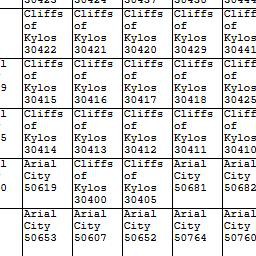 30423 30424 30437 30438 30444
Cliffs Cliffs Cliffs Cliffs Cliffs
of of of of of
Kylos Kylos Kylos Kylos Kylos
30422 30421 30420 30429 30441
l Cliffs Cliffs Cliffs Cliffs Cliffs
of of of of of
9 Kylos Kylos Kylos Kylos Kylos
30415 30416 30417 30418 30425
l Cliffs Cliffs Cliffs Cliffs Cliffs
of of of of of
5 Kylos Kylos Kylos Kylos Kylos
30414 30413 30412 30411 30410
l Arial Cliffs Cliffs Arial Arial
City of of City City
0 50619 Kylos Kylos 50681 50682
30400 30405
Arial Arial Arial Arial Arial
City City City City City
50653 50607 50652 50764 50760